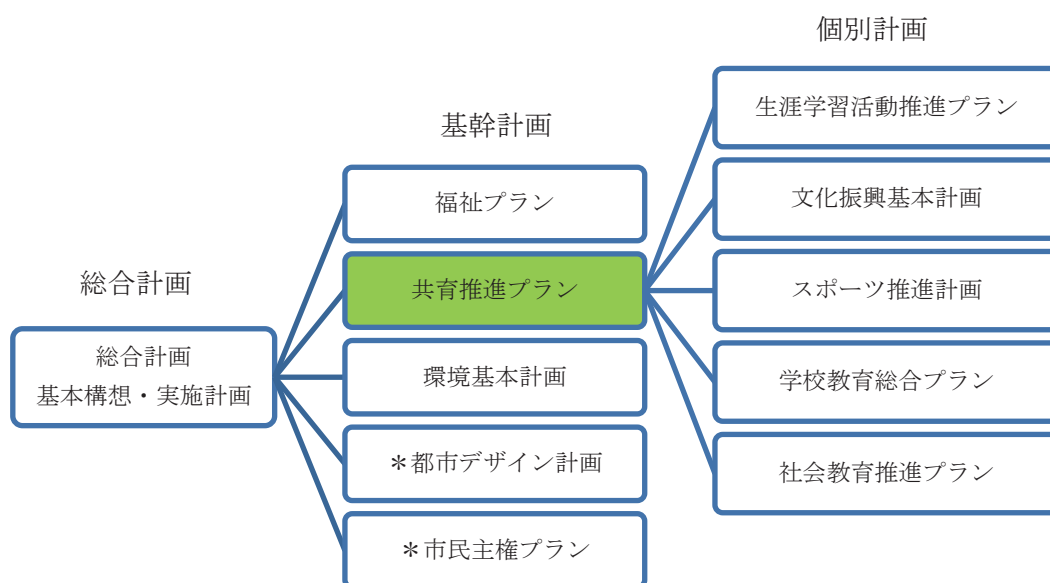 総合計画
総合計画
基本構想・実施計画
基幹計画
福祉プラン
共育推進プラン
環境基本計画
＊都市デザイン計画
＊市民主権プラン
個別計画
生涯学習活動推進プラン
文化振興基本計画
スポーツ推進計画
学校教育総合プラン
社会教育推進プラン